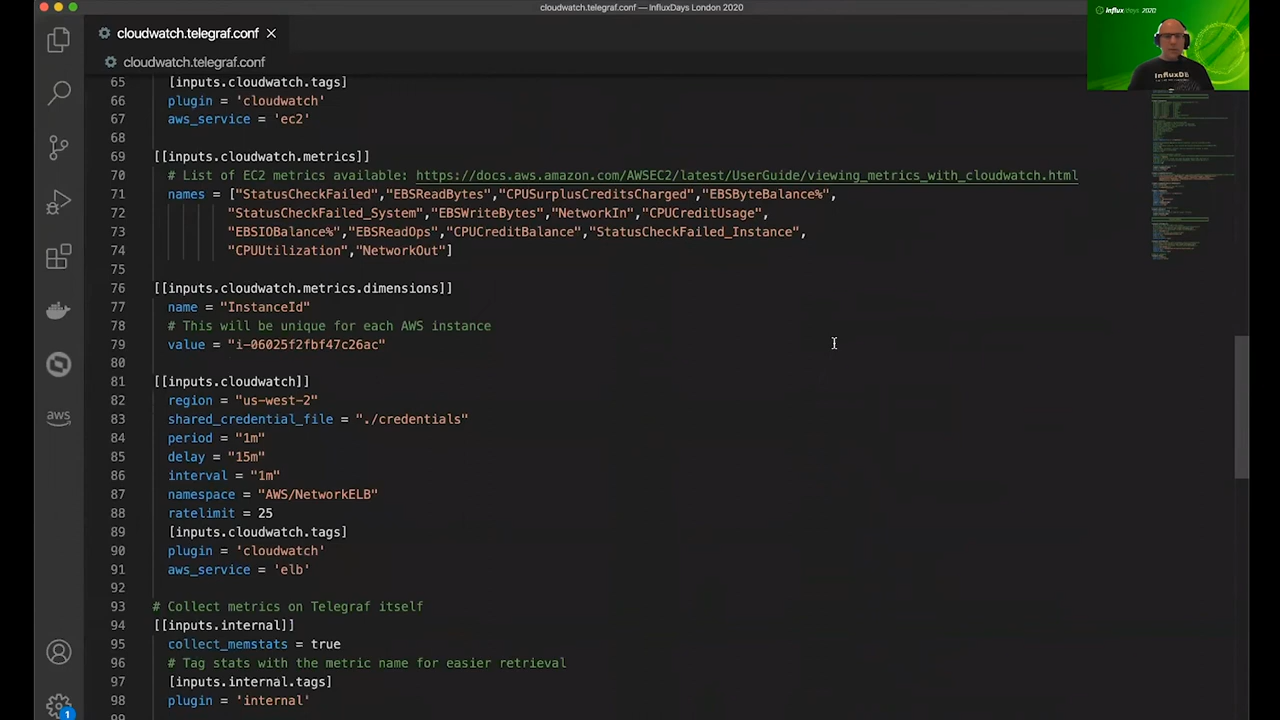 cloudwatch.telegraf.conf — InfluxDays London 2020
influxdays 2020
cloudwatch.telegraf.conf
cloudwatch.telegraf.conf
InfluxDB
65 [inputs.cloudwatch.tags]
66 plugin = 'cloudwatch'
67 aws_service = 'ec2'
68
69 [[inputs.cloudwatch.metrics]]
70 # List of EC2 metrics available: https://docs.aws.amazon.com/AWSEC2/latest/UserGuide/viewing_metrics_with_cloudwatch.html
71 names = ["StatusCheckFailed","EBSReadBytes","CPUSurplusCreditsCharged","EBSByteBalance%",
72 "StatusCheckFailed_System","EBSWriteBytes","NetworkIn","CPUCreditUsage",
73 "EBSIOBalance%","EBSReadOps","CPUCreditBalance","StatusCheckFailed_Instance",
74 "CPUUtilization","NetworkOut"]
75
76 [[inputs.cloudwatch.metrics.dimensions]]
77 name = "InstanceId"
78 # This will be unique for each AWS instance
79 value = "i-06025f2fbf47c26ac"
80
81 [[inputs.cloudwatch]]
82 region = "us-west-2"
83 shared_credential_file = "./credentials"
84 period = "1m"
85 delay = "15m"
86 interval = "1m"
87 namespace = "AWS/NetworkELB"
88 ratelimit = 25
89 [inputs.cloudwatch.tags]
90 plugin = 'cloudwatch'
91 aws_service = 'elb'
92
93 # Collect metrics on Telegraf itself
94 [[inputs.internal]]
95 collect_memstats = true
96 # Tag stats with the metric name for easier retrieval
97 [inputs.internal.tags]
98 plugin = 'internal'
99
aws
1